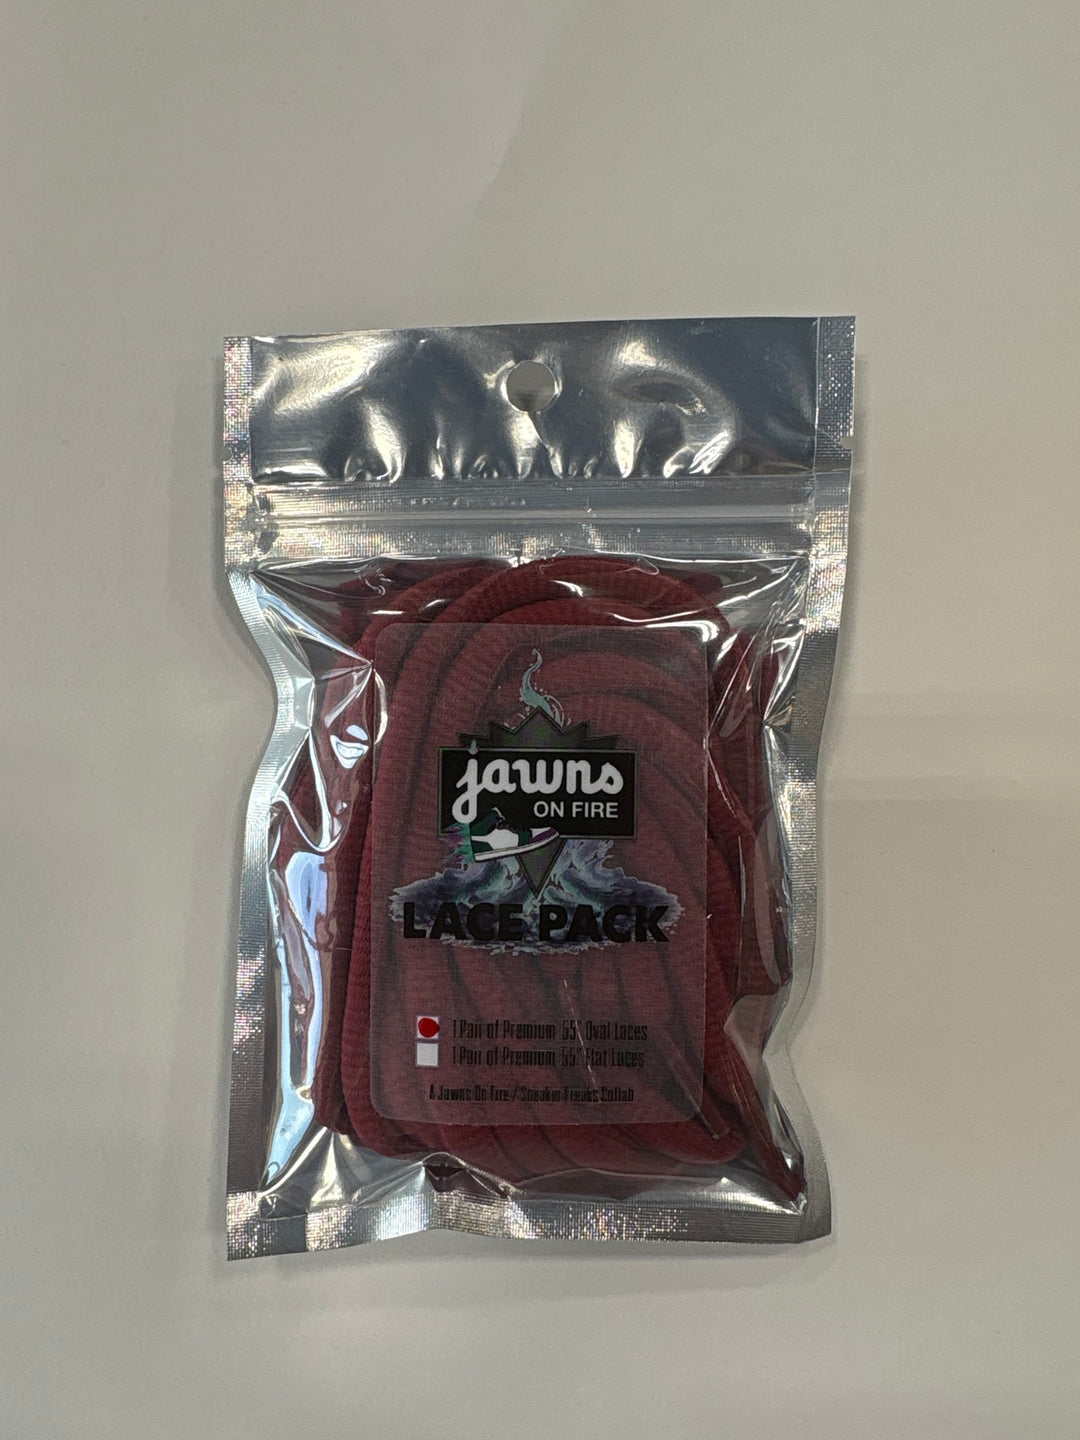 jawns
ON FIRE
LACE PACK
1 Pair of Premium 55" Oval Laces
1 Pair of Premium 55" Flat Laces
A Jawns On Fire / Sneaker Freaks Collab